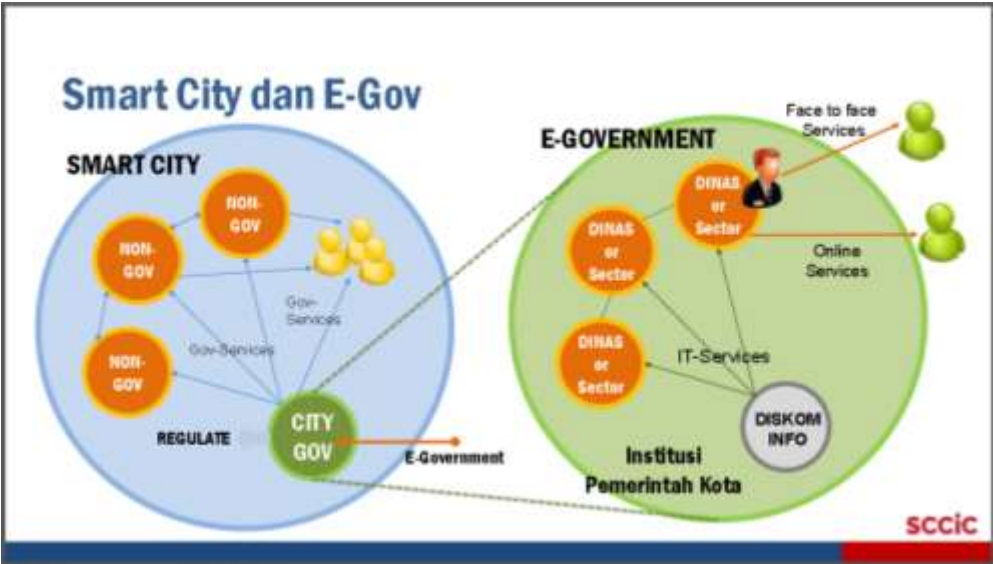 Smart City dan E-Gov
SMART CITY
NON-
GOV
NON-
GOV
NON-
GOV
Gov-
Services
Gov-Services
REGULATE
CITY
GOV
E-Government
E-GOVERNMENT
DINAS
or
Sector
DINAS
or
Sector
DINAS
or
Sector
Face to face
Services
Online
Services
IT-Services
DISKOM
INFO
Institusi
Pemerintah Kota
sccic